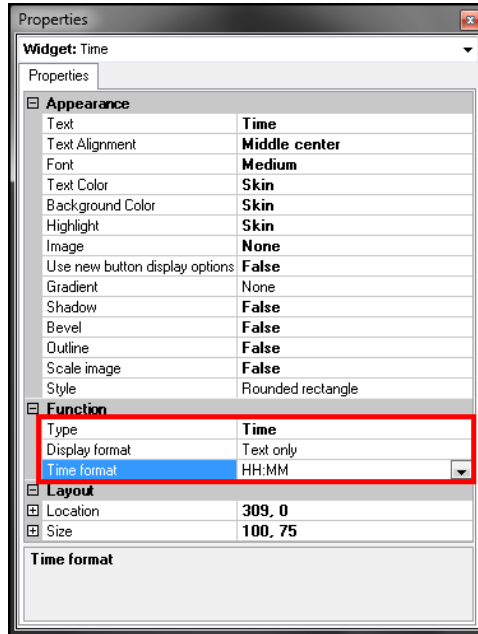 Properties
Widget: Time
Properties
Appearance
Text Time
Text Alignment Middle center
Font Medium
Text Color Skin
Background Color Skin
Highlight Skin
Image None
Use new button display options False
Gradient None
Shadow False
Bevel False
Outline False
Scale image False
Style Rounded rectangle
Function
Type Time
Display format Text only
Time format HH:MM
Layout
Location 309, 0
Size 100, 75
Time format